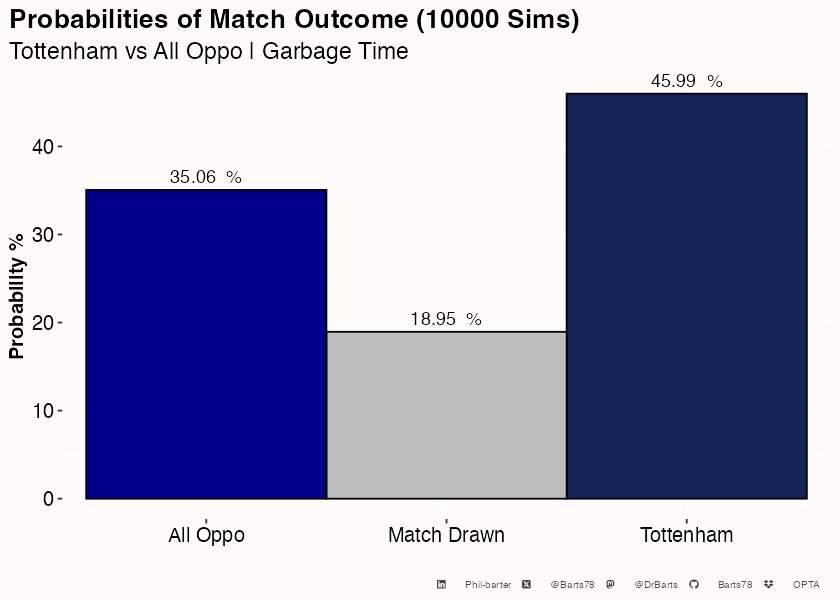 Probabilities of Match Outcome (10000 Sims)
Tottenham vs All Oppo | Garbage Time
Probability %
40
30
20
10
0
35.06 %
18.95 %
45.99 %
All Oppo
Match Drawn
Tottenham
Phil-barter @Barts78 @DrBarts Barts78 OPTA